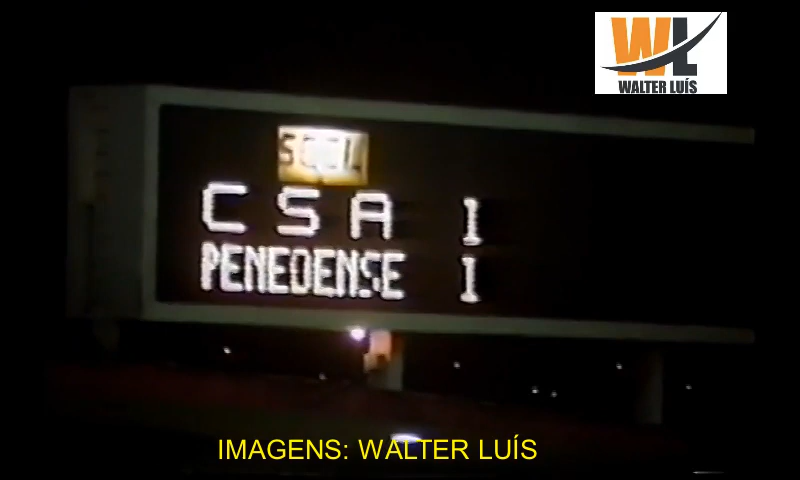 WL
WALTER LUÍS
CSA 1
PENEDENSE 1
IMAGENS: WALTER LUÍS